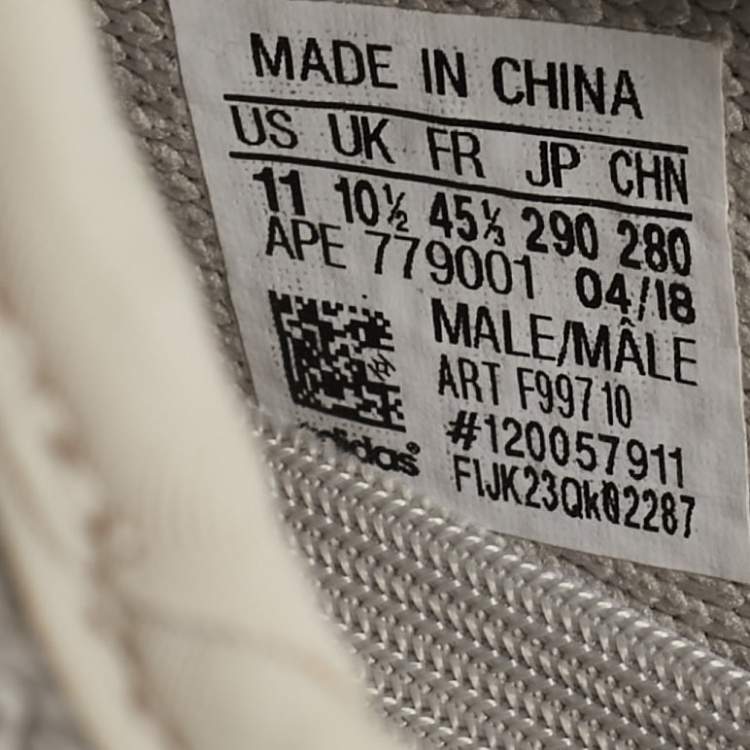 MADE IN CHINA
US UK FR JP CHN
11 10½ 45⅓ 290 280
APE 779001 04/18
MALE/MÂLE
ART F99710
#120057911
FIJK23Qk02287
adidas®